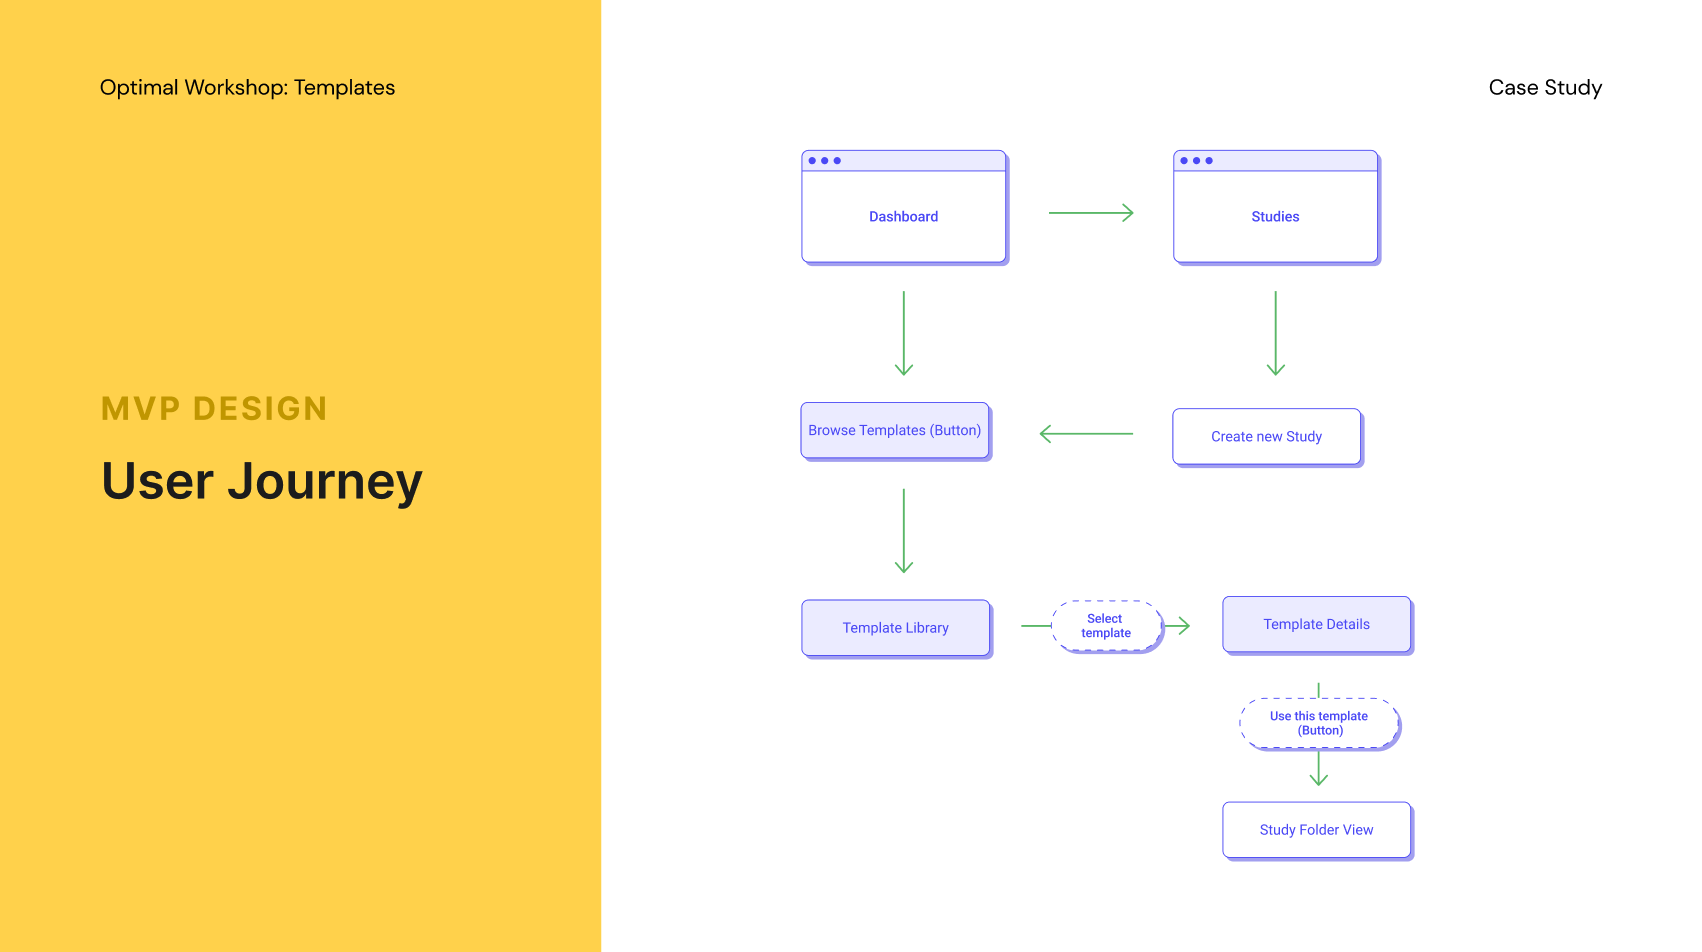 Optimal Workshop: Templates
Case Study
MVP DESIGN
User Journey
Dashboard
Studies
Browse Templates (Button)
Create new Study
Template Library
Select
template
Template Details
Use this template
(Button)
Study Folder View